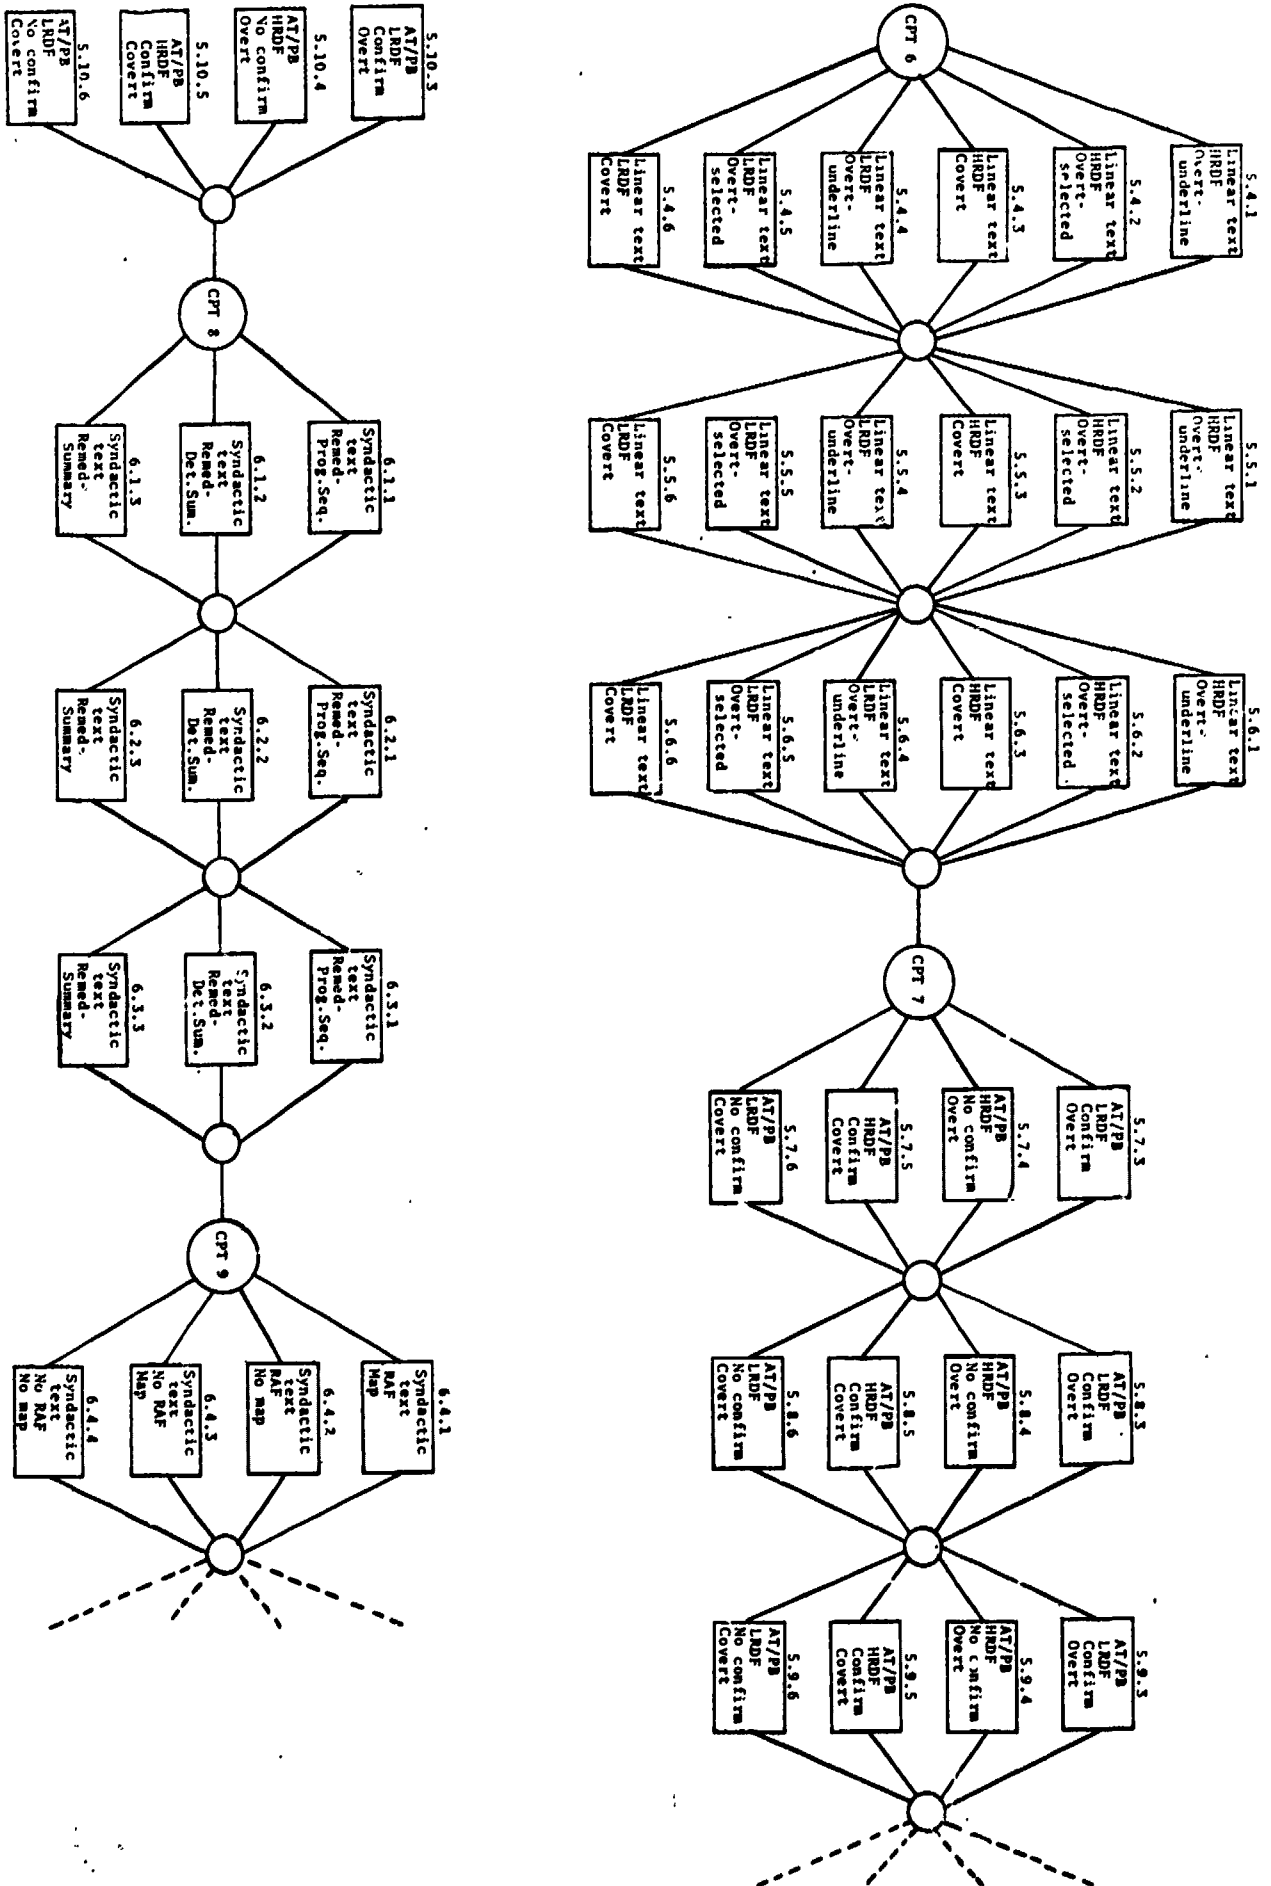 CPT 6
5.4.1
Linear text
HRDF
Overt-
underline
5.4.2
Linear text
HRDF
Overt-
selected
5.4.3
Linear text
HRDF
Covert
5.4.4
Linear text
LRDF
Overt-
underline
5.4.5
Linear text
LRDF
Overt-
selected
5.4.6
Linear text
LRDF
Covert
5.5.1
Linear text
HRDF
Overt-
underline
5.5.2
Linear text
HRDF
Overt-
selected
5.5.3
Linear text
HRDF
Covert
5.5.4
Linear text
LRDF
Overt-
underline
5.5.5
Linear text
LRDF
Overt-
selected
5.5.6
Linear text
LRDF
Covert
5.6.1
Linear text
HRDF
Overt-
underline
5.6.2
Linear text
HRDF
Overt-
selected
5.6.3
Linear text
HRDF
Covert
5.6.4
Linear text
LRDF
Overt-
underline
5.6.5
Linear text
LRDF
Overt-
selected
5.6.6
Linear text
LRDF
Covert
CPT 7
5.7.3
AT/PB
LRDF
Confirm
Overt
5.7.4
AT/PB
HRDF
No confirm
Overt
5.7.5
AT/PB
HRDF
Confirm
Covert
5.7.6
AT/PB
LRDF
No confirm
Covert
5.8.3
AT/PB
LRDF
Confirm
Overt
5.8.4
AT/PB
HRDF
No confirm
Overt
5.8.5
AT/PB
HRDF
Confirm
Covert
5.8.6
AT/PB
LRDF
No confirm
Covert
5.9.3
AT/PB
LRDF
Confirm
Overt
5.9.4
AT/PB
HRDF
No confirm
Overt
5.9.5
AT/PB
HRDF
Confirm
Covert
5.9.6
AT/PB
LRDF
No confirm
Covert
5.10.3
AT/PB
LRDF
Confirm
Overt
5.10.4
AT/PB
HRDF
No confirm
Overt
5.10.5
AT/PB
HRDF
Confirm
Covert
5.10.6
AT/PB
LRDF
No confirm
Covert
CPT 8
6.1.1
Syndactic
text
Remed-
Prog.Seq.
6.1.2
Syndactic
text
Remed-
Det.Sum.
6.1.3
Syndactic
text
Remed-
Summary
6.2.1
Syndactic
text
Remed-
Prog.Seq.
6.2.2
Syndactic
text
Remed-
Det.Sum.
6.2.3
Syndactic
text
Remed-
Summary
6.3.1
Syndactic
text
Remed-
Prog.Seq.
6.3.2
Syndactic
text
Remed-
Det.Sum.
6.3.3
Syndactic
text
Remed-
Summary
CPT 9
6.4.1
Syndactic
text
RAF
Map
6.4.2
Syndactic
text
RAF
No map
6.4.3
Syndactic
text
No RAF
Map
6.4.4
Syndactic
text
No RAF
No map